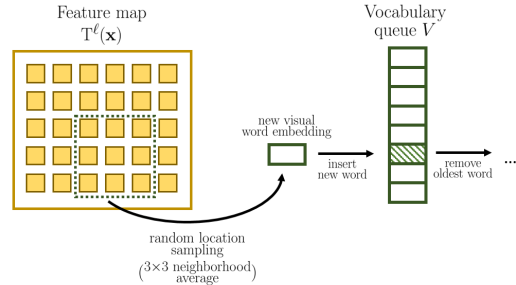 Feature map
Tℓ(x)
Vocabulary
queue V
new visual
word embedding
insert
new word
remove
oldest word
...
random location
sampling
(3×3 neighborhood
average)